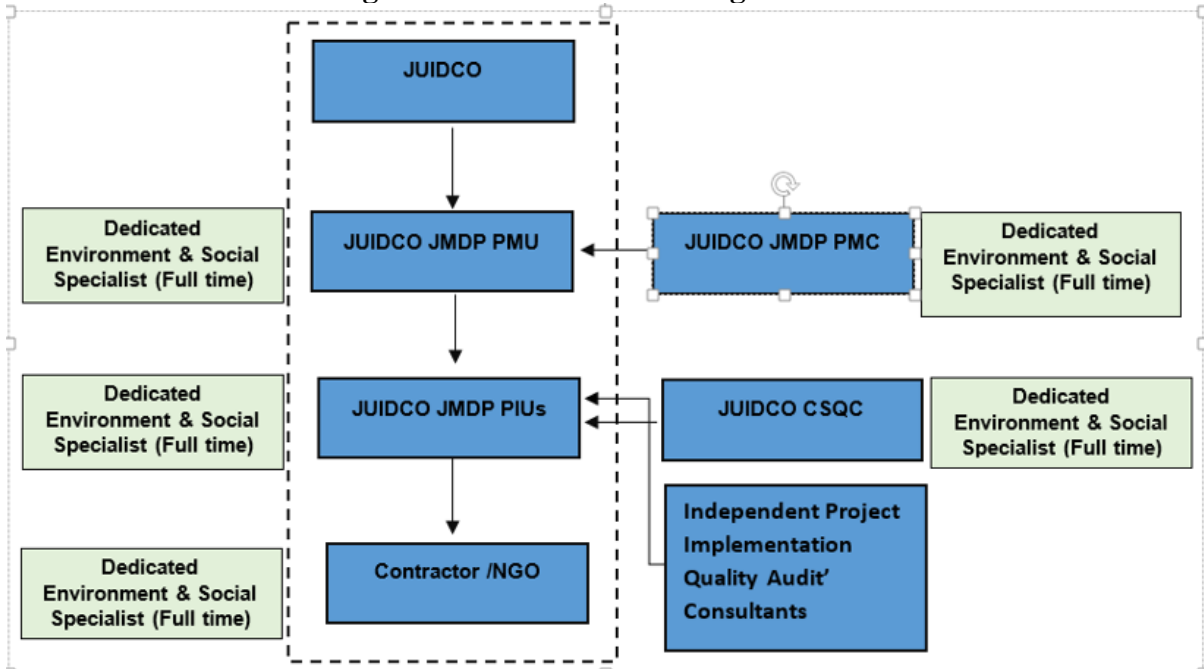 JUIDCO
Dedicated
Environment & Social
Specialist (Full time)
JUIDCO JMDP PMU
JUIDCO JMDP PMC
Dedicated
Environment & Social
Specialist (Full time)
Dedicated
Environment & Social
Specialist (Full time)
JUIDCO JMDP PIUs
JUIDCO CSQC
Dedicated
Environment & Social
Specialist (Full time)
Dedicated
Environment & Social
Specialist (Full time)
Contractor /NGO
Independent Project
Implementation
Quality Audit’
Consultants